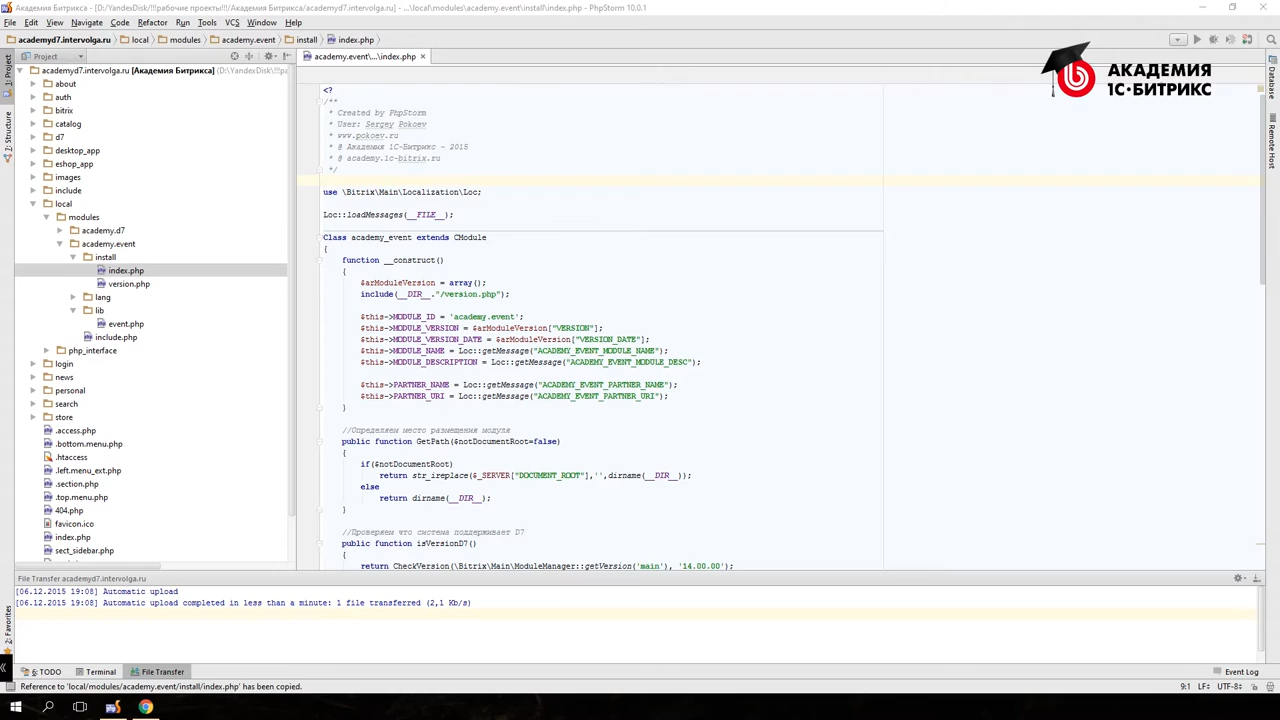 Академия Битрикса (D:\YandexDisk\!!!рабочие проекты!!!/Академия Битрикса/academyd7.intervolga.ru] - ...\local\modules\academy.event\install\index.php - PhpStorm 10.0.1
File Edit View Navigate Code Refactor Run Tools VCS Window Help
academyd7.intervolga.ru local modules academy.event install index.php
Project
academy.event\...\index.php
АКАДЕМИЯ
1С·БИТРИКС
1: Project
Z: Structure
Favorites
academyd7.intervolga.ru [Академия Битрикса]
about
auth
bitrix
catalog
d7
desktop_app
eshop_app
images
include
local
modules
academy.d7
academy.event
install
index.php
version.php
lang
lib
event.php
include.php
php_interface
login
news
personal
search
store
.access.php
.bottom.menu.php
.htaccess
.left.menu_ext.php
.section.php
.top.menu.php
404.php
favicon.ico
index.php
sect_sidebar.php
<?
/**
* Created by PhpStorm
* User: Sergey Pokoev
* www.pokoev.ru
* @ Академия 1С-Битрикс - 2015
* @ academy.1c-bitrix.ru
*/
use \Bitrix\Main\Localization\Loc;
Loc::loadMessages(__FILE__);
Class academy_event extends CModule
{
function __construct()
{
$arModuleVersion = array();
include(__DIR__."/version.php");
$this->MODULE_ID = 'academy.event';
$this->MODULE_VERSION = $arModuleVersion["VERSION"];
$this->MODULE_VERSION_DATE = $arModuleVersion["VERSION_DATE"];
$this->MODULE_NAME = Loc::getMessage("ACADEMY_EVENT_MODULE_NAME");
$this->MODULE_DESCRIPTION = Loc::getMessage("ACADEMY_EVENT_MODULE_DESC");
$this->PARTNER_NAME = Loc::getMessage("ACADEMY_EVENT_PARTNER_NAME");
$this->PARTNER_URI = Loc::getMessage("ACADEMY_EVENT_PARTNER_URI");
}
//Определяем место размещения модуля
public function GetPath($notDocumentRoot=false)
{
if($notDocumentRoot)
return str_ireplace($_SERVER["DOCUMENT_ROOT"],'',dirname(__DIR__));
else
return dirname(__DIR__);
}
//Проверяем что система поддерживает D7
public function isVersionD7()
{
return CheckVersion(\Bitrix\Main\ModuleManager::getVersion('main'), '14.00.00');
Database
Remote Host
File Transfer academyd7.intervolga.ru
[06.12.2015 19:08] Automatic upload
[06.12.2015 19:08] Automatic upload completed in less than a minute: 1 file transferred (2,1 Kb/s)
6: TODO Terminal File Transfer Event Log
Reference to 'local/modules/academy.event/install/index.php' has been copied. 9:1 LF÷ UTF-8÷